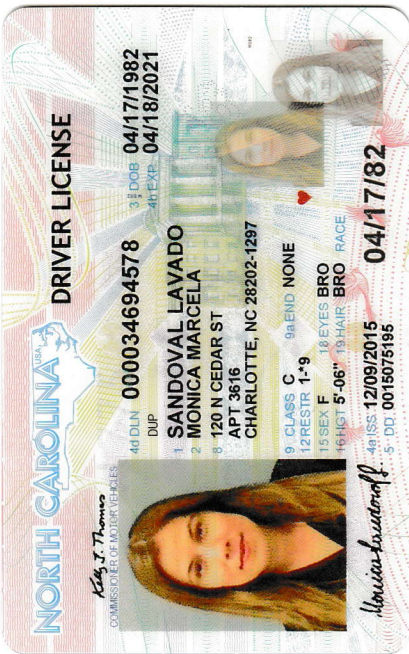 NORTH CAROLINA USA
DRIVER LICENSE
Kelly J. Thomas
COMMISSIONER OF MOTOR VEHICLES
4d DLN 000034694578
3 DOB 04/17/1982
DUP
4b EXP 04/18/2021
1 SANDOVAL LAVADO
2 MONICA MARCELA
8 120 N CEDAR ST
APT 3616
CHARLOTTE, NC 28202-1297
9 CLASS C 9a END NONE
12 RESTR 1-*9
15 SEX F 18 EYES BRO
16 HGT 5'-06" 19 HAIR BRO RACE
4a ISS 12/09/2015
5 DD 0015075195
04/17/82